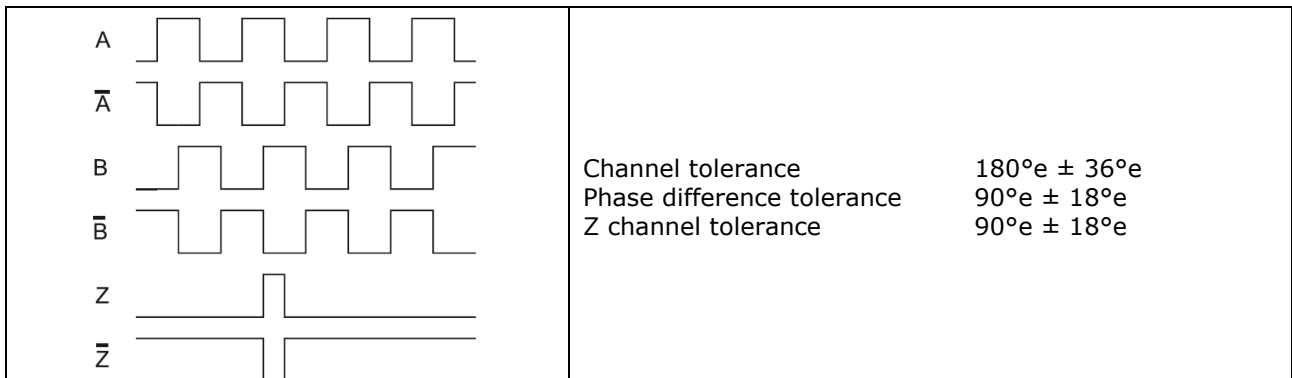 A
A̅
B
B̅
Z
Z̅
Channel tolerance 180°e ± 36°e
Phase difference tolerance 90°e ± 18°e
Z channel tolerance 90°e ± 18°e